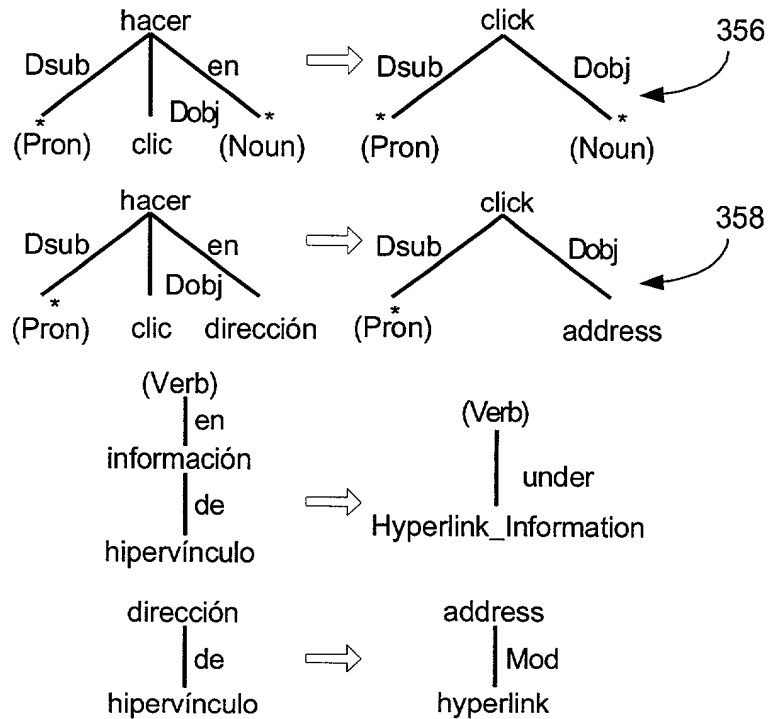 hacer click 356
Dsub en Dsub Dobj
Dobj
* * * *
(Pron) clic (Noun) (Pron) (Noun)
hacer click 358
Dsub en Dsub Dobj
Dobj
* *
(Pron) clic dirección (Pron) address
(Verb) (Verb)
en
información under
de
hipervínculo Hyperlink_Information
dirección address
de Mod
hipervínculo hyperlink